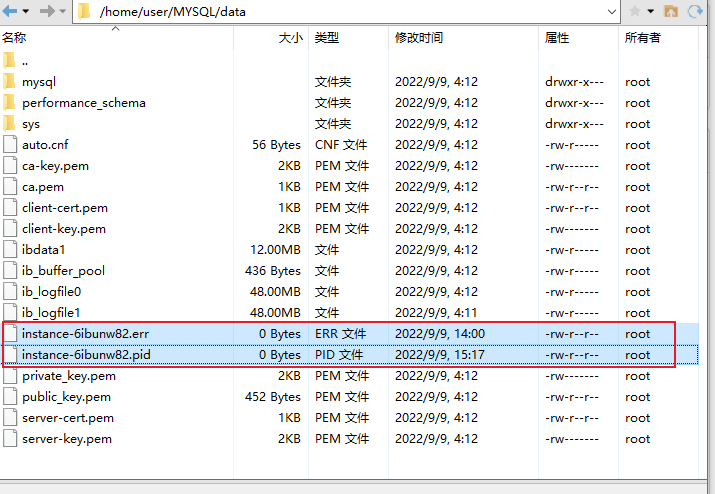 /home/user/MYSQL/data
名称 大小 类型 修改时间 属性 所有者
..
mysql 文件夹 2022/9/9, 4:12 drwxr-x--- root
performance_schema 文件夹 2022/9/9, 4:12 drwxr-x--- root
sys 文件夹 2022/9/9, 4:12 drwxr-x--- root
auto.cnf 56 Bytes CNF 文件 2022/9/9, 4:12 -rw-r----- root
ca-key.pem 2KB PEM 文件 2022/9/9, 4:12 -rw------- root
ca.pem 1KB PEM 文件 2022/9/9, 4:12 -rw-r--r-- root
client-cert.pem 1KB PEM 文件 2022/9/9, 4:12 -rw-r--r-- root
client-key.pem 2KB PEM 文件 2022/9/9, 4:12 -rw------- root
ibdata1 12.00MB 文件 2022/9/9, 4:12 -rw-r----- root
ib_buffer_pool 436 Bytes 文件 2022/9/9, 4:12 -rw-r----- root
ib_logfile0 48.00MB 文件 2022/9/9, 4:12 -rw-r----- root
ib_logfile1 48.00MB 文件 2022/9/9, 4:11 -rw-r----- root
instance-6ibunw82.err 0 Bytes ERR 文件 2022/9/9, 14:00 -rw-r--r-- root
instance-6ibunw82.pid 0 Bytes PID 文件 2022/9/9, 15:17 -rw-r--r-- root
private_key.pem 2KB PEM 文件 2022/9/9, 4:12 -rw------- root
public_key.pem 452 Bytes PEM 文件 2022/9/9, 4:12 -rw-r--r-- root
server-cert.pem 1KB PEM 文件 2022/9/9, 4:12 -rw-r--r-- root
server-key.pem 2KB PEM 文件 2022/9/9, 4:12 -rw------- root